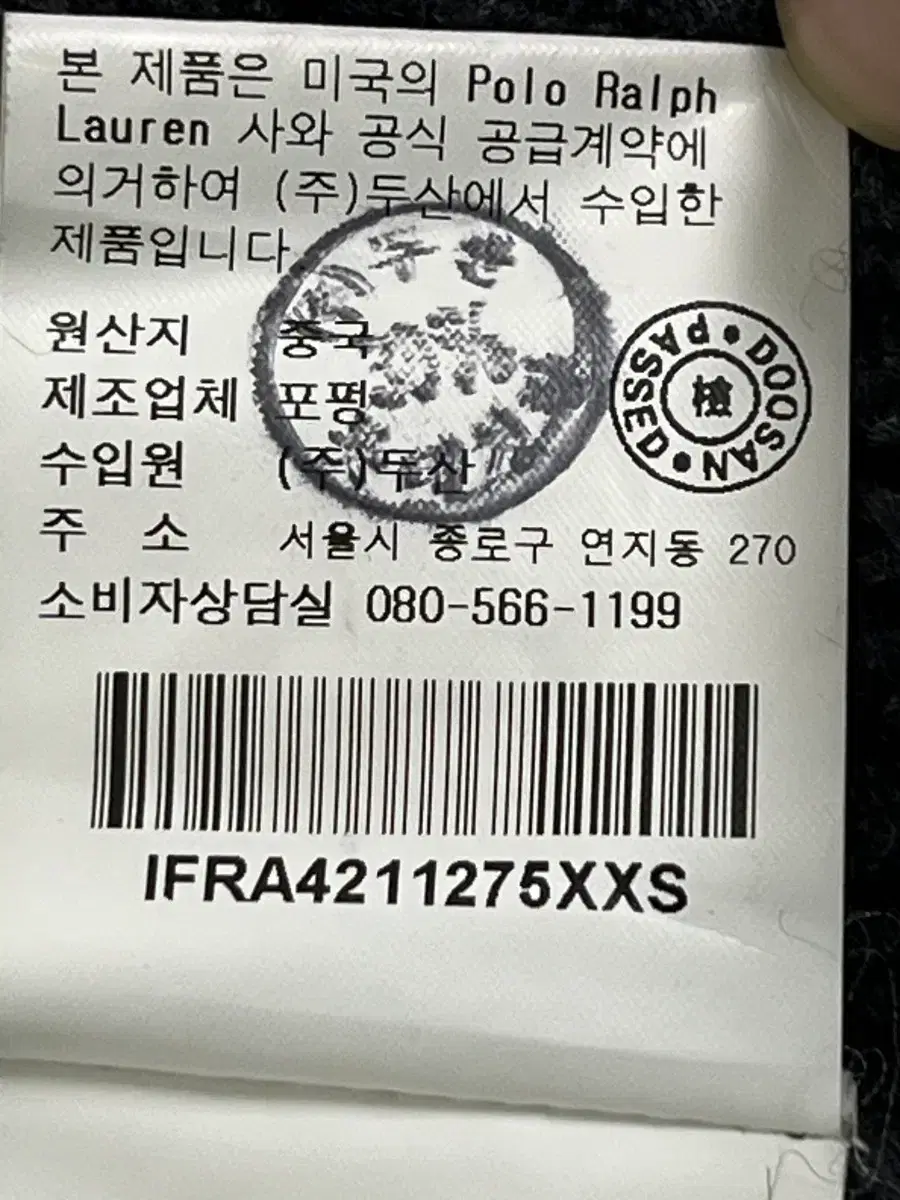 본 제품은 미국의 Polo Ralph
Lauren 사와 공식 공급계약에
의거하여 (주)두산에서 수입한
제품입니다.
원산지 중국
제조업체 포펑
수입원 (주)두산
주 소 서울시 종로구 연지동 270
소비자상담실 080-566-1199
DOOSAN • PASSED •
檢
IFRA4211275XXS